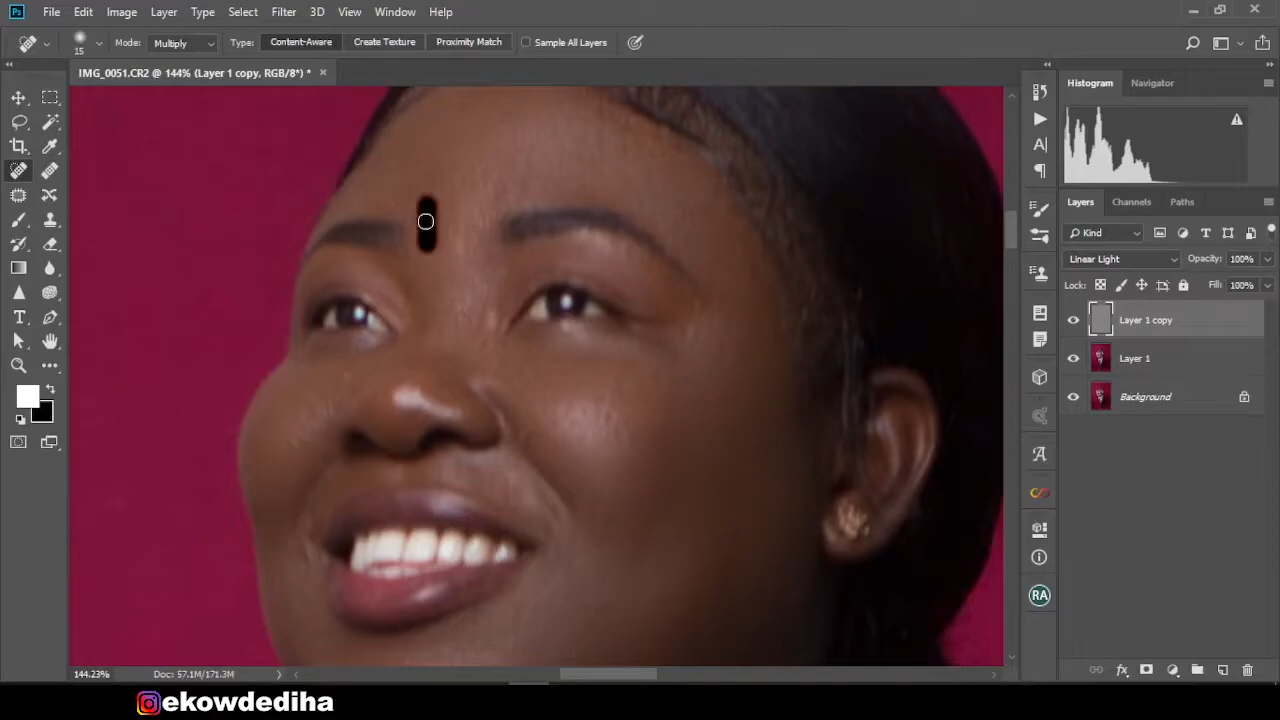 Ps File Edit Image Layer Type Select Filter 3D View Window Help
15 Mode: Multiply Type: Content-Aware Create Texture Proximity Match Sample All Layers
IMG_0051.CR2 @ 144% (Layer 1 copy, RGB/8*) * ×
Histogram Navigator
Layers Channels Paths
Kind
Linear Light Opacity: 100%
Lock: Fill: 100%
Layer 1 copy
Layer 1
Background
RA
144.23% Doc: 57.1M/171.3M
ekowdediha